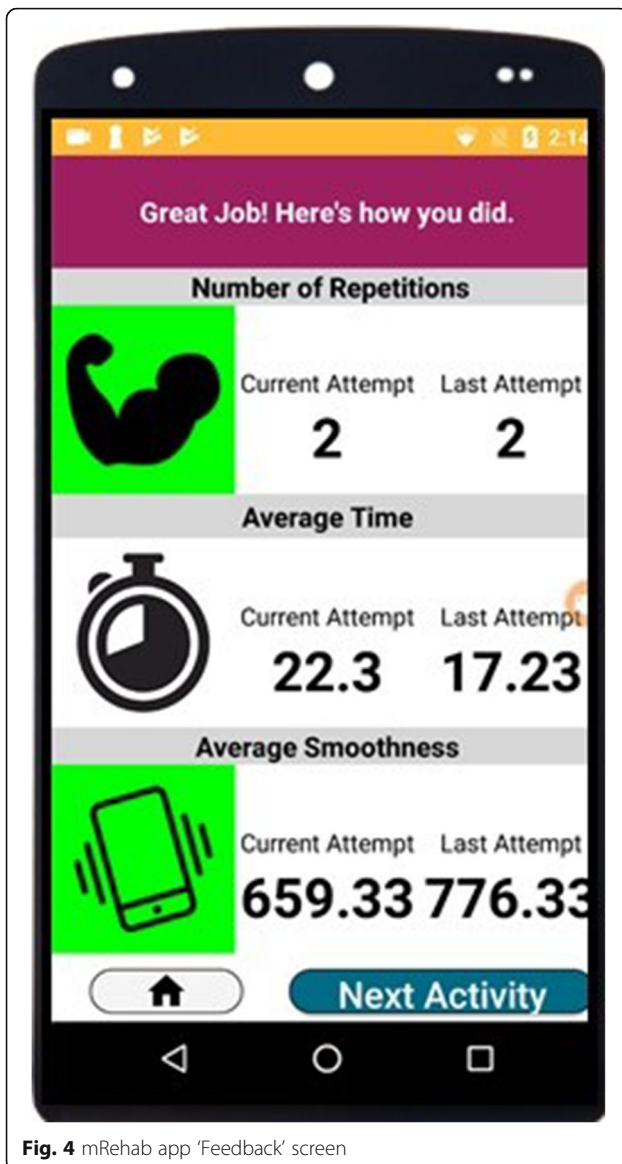 2:14
Great Job! Here's how you did.
Number of Repetitions
Current Attempt Last Attempt
2 2
Average Time
Current Attempt Last Attempt
22.3 17.23
Average Smoothness
Current Attempt Last Attempt
659.33 776.33
Next Activity
Fig. 4 mRehab app ‘Feedback’ screen